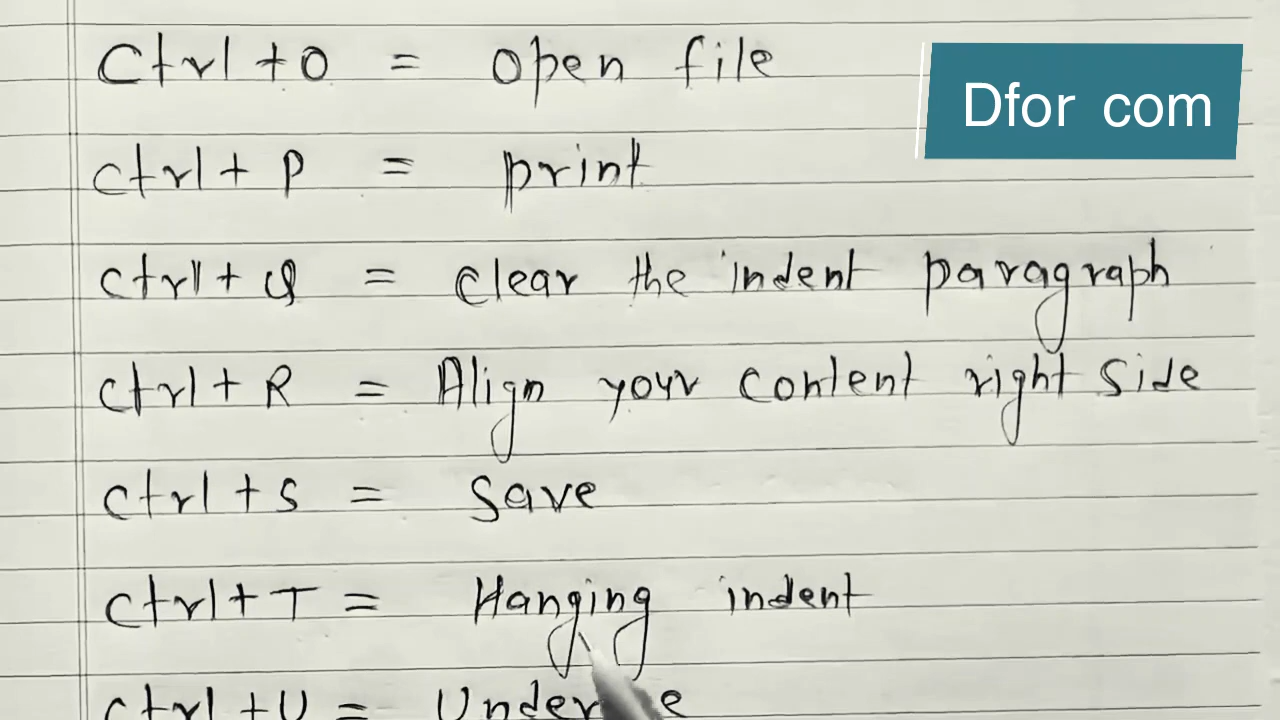 Ctrl + O = Open file
Dfor com
Ctrl + P = print
Ctrl + Q = Clear the indent paragraph
Ctrl + R = Align your content right side
Ctrl + S = Save
Ctrl + T = Hanging indent
Ctrl + U =